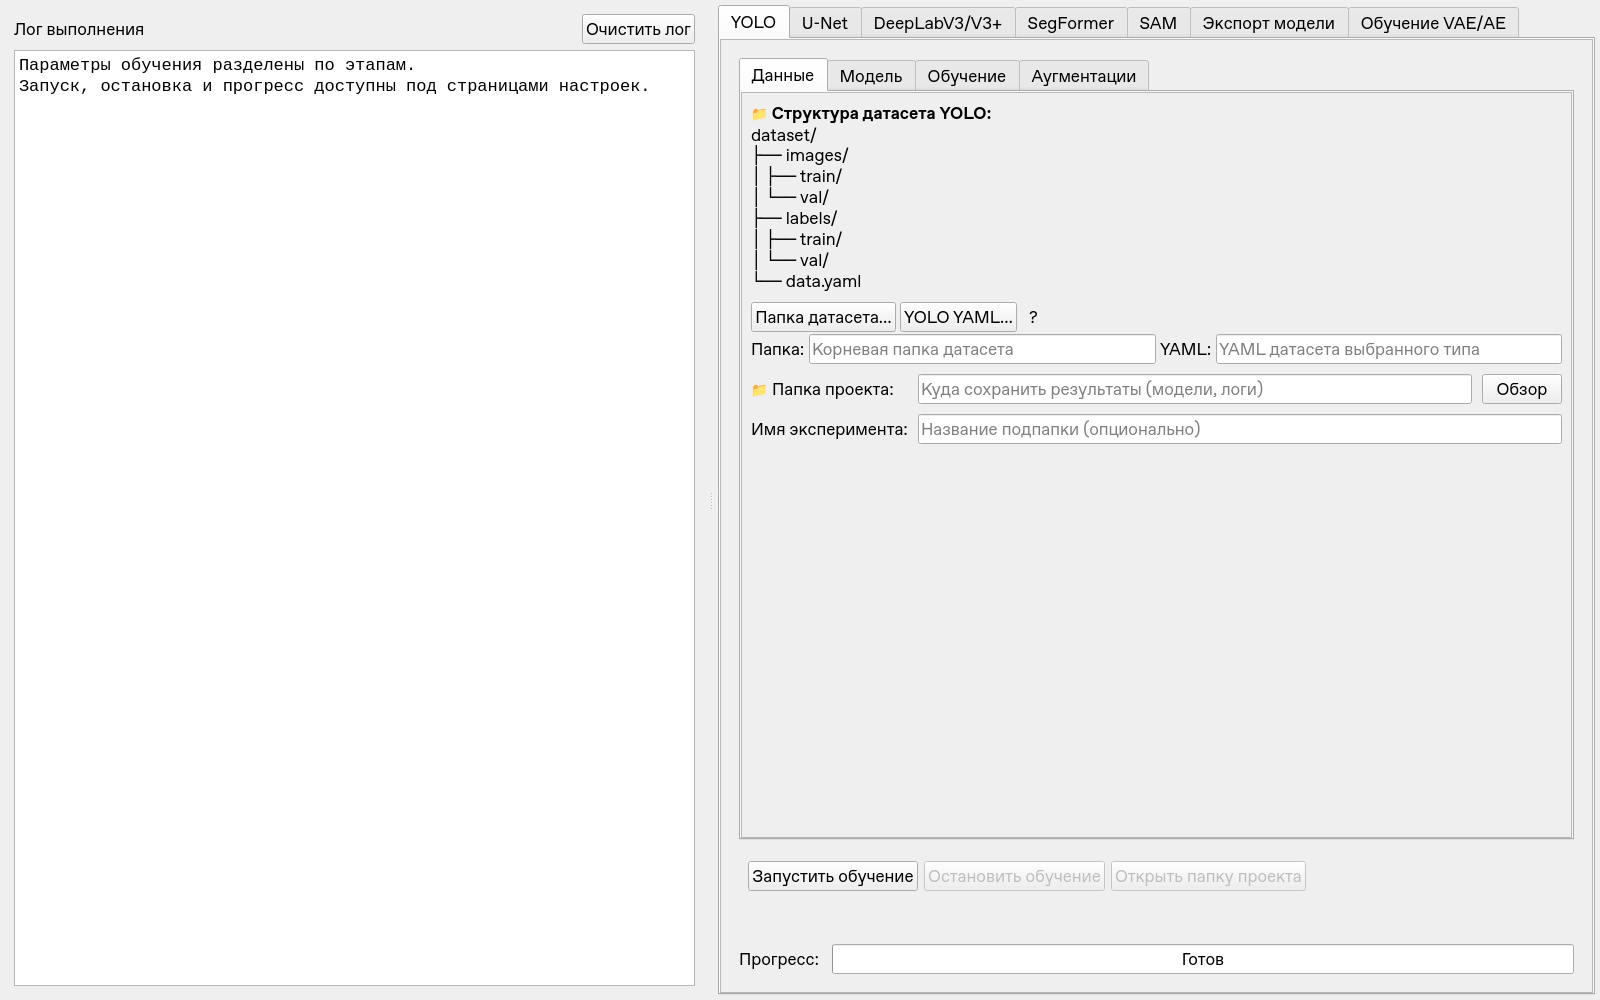 Лог выполнения
Очистить лог
Параметры обучения разделены по этапам.
Запуск, остановка и прогресс доступны под страницами настроек.
YOLO U-Net DeepLabV3/V3+ SegFormer SAM Экспорт модели Обучение VAE/AE
Данные Модель Обучение Аугментации
📁 Структура датасета YOLO:
dataset/
├── images/
│ ├── train/
│ └── val/
├── labels/
│ ├── train/
│ └── val/
└── data.yaml
Папка датасета... YOLO YAML... ?
Папка: Корневая папка датасета YAML: YAML датасета выбранного типа
📁 Папка проекта: Куда сохранить результаты (модели, логи) Обзор
Имя эксперимента: Название подпапки (опционально)
Запустить обучение Остановить обучение Открыть папку проекта
Прогресс: Готов